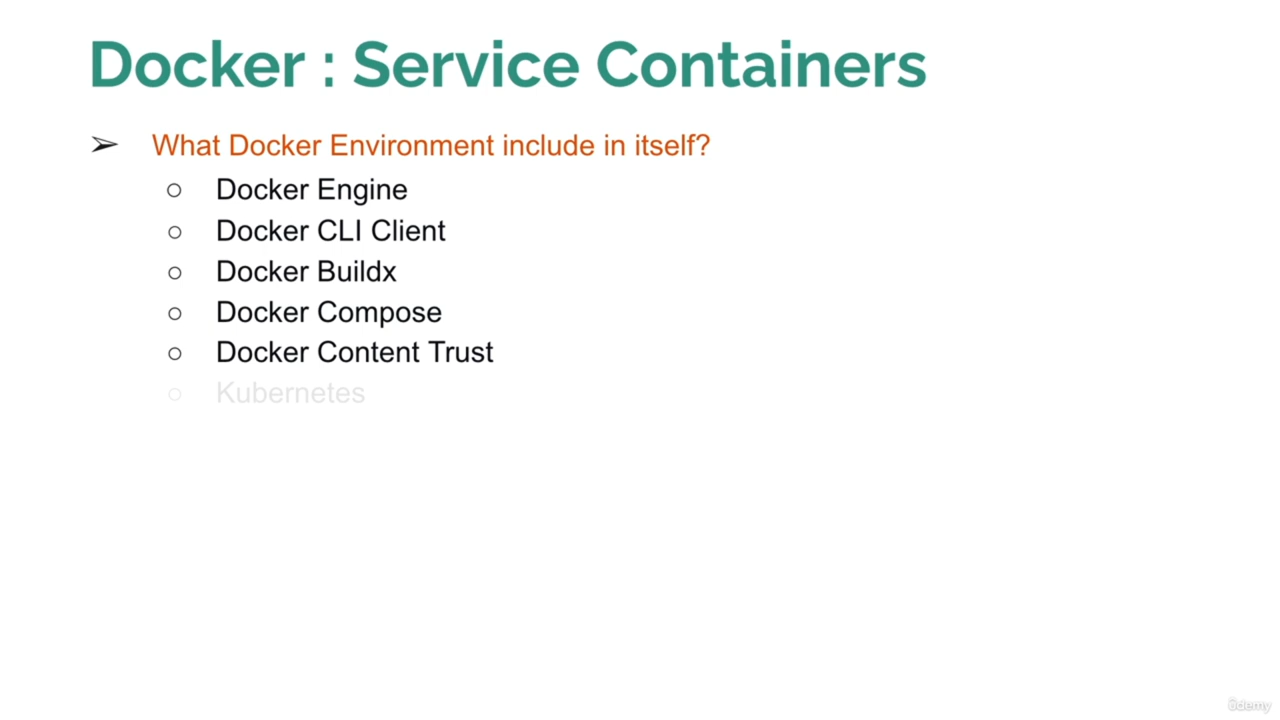 Docker : Service Containers
➢ What Docker Environment include in itself?
○ Docker Engine
○ Docker CLI Client
○ Docker Buildx
○ Docker Compose
○ Docker Content Trust
○ Kubernetes
ûdemy